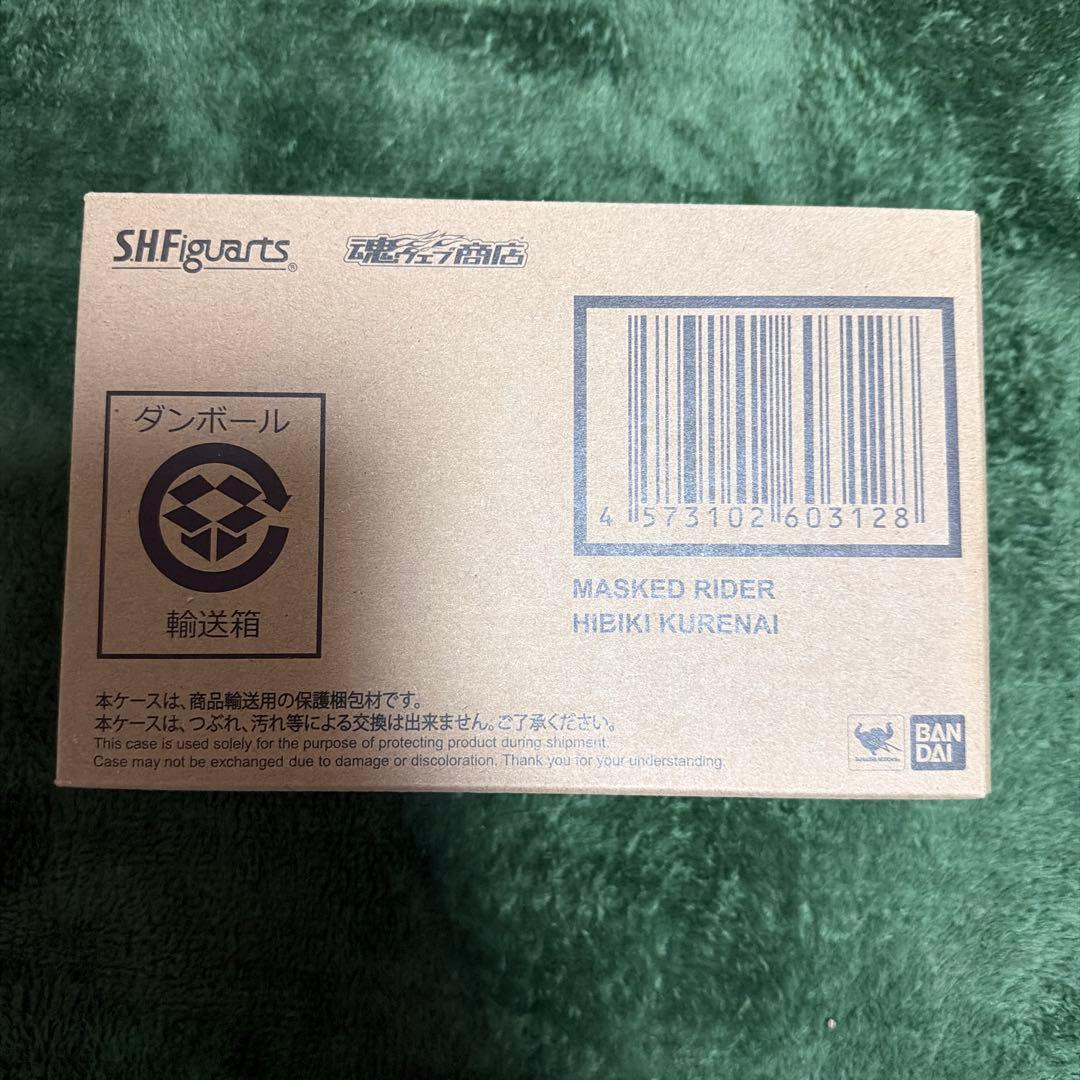 S.H.Figuarts®
魂ウェブ商店
ダンボール
輸送箱
4 573102 603128
MASKED RIDER
HIBIKI KURENAI
本ケースは、商品輸送用の保護梱包材です。
本ケースは、つぶれ、汚れ等による交換は出来ません。ご了承ください。
This case is used solely for the purpose of protecting product during shipment.
Case may not be exchanged due to damage or discoloration. Thank you for your understanding.
BAN
DAI